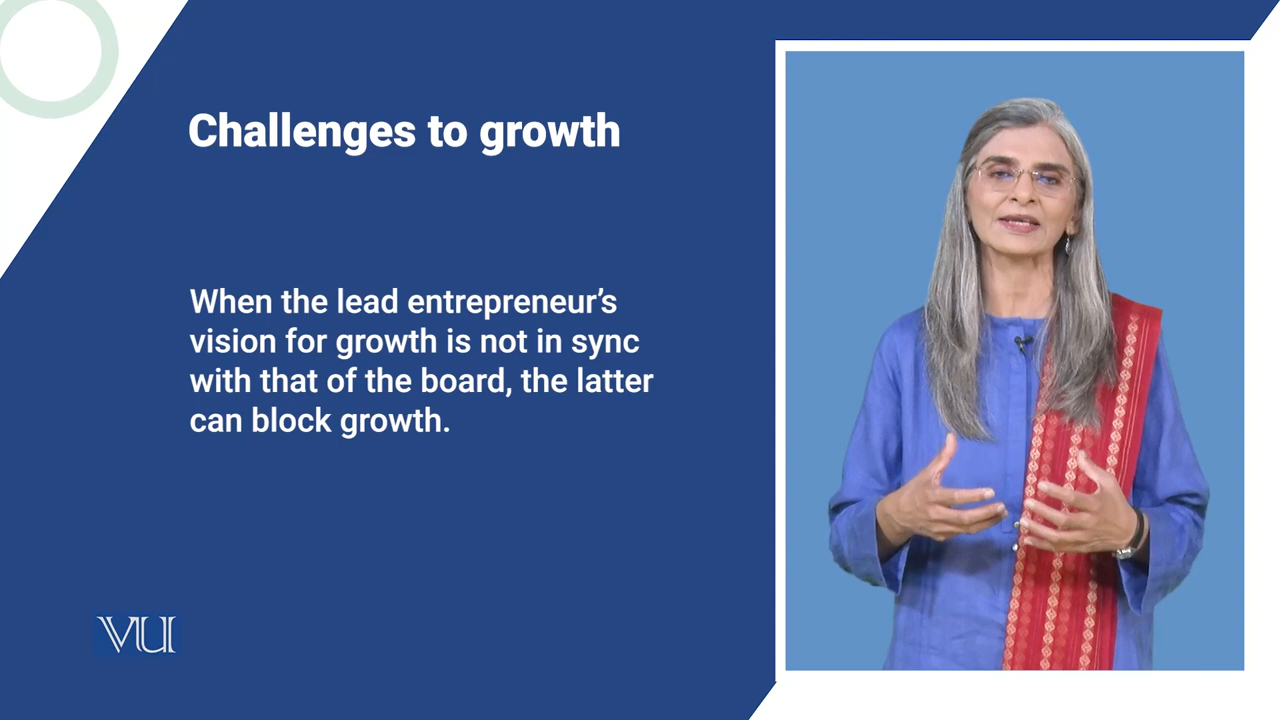 Challenges to growth
When the lead entrepreneur’s
vision for growth is not in sync
with that of the board, the latter
can block growth.
VU